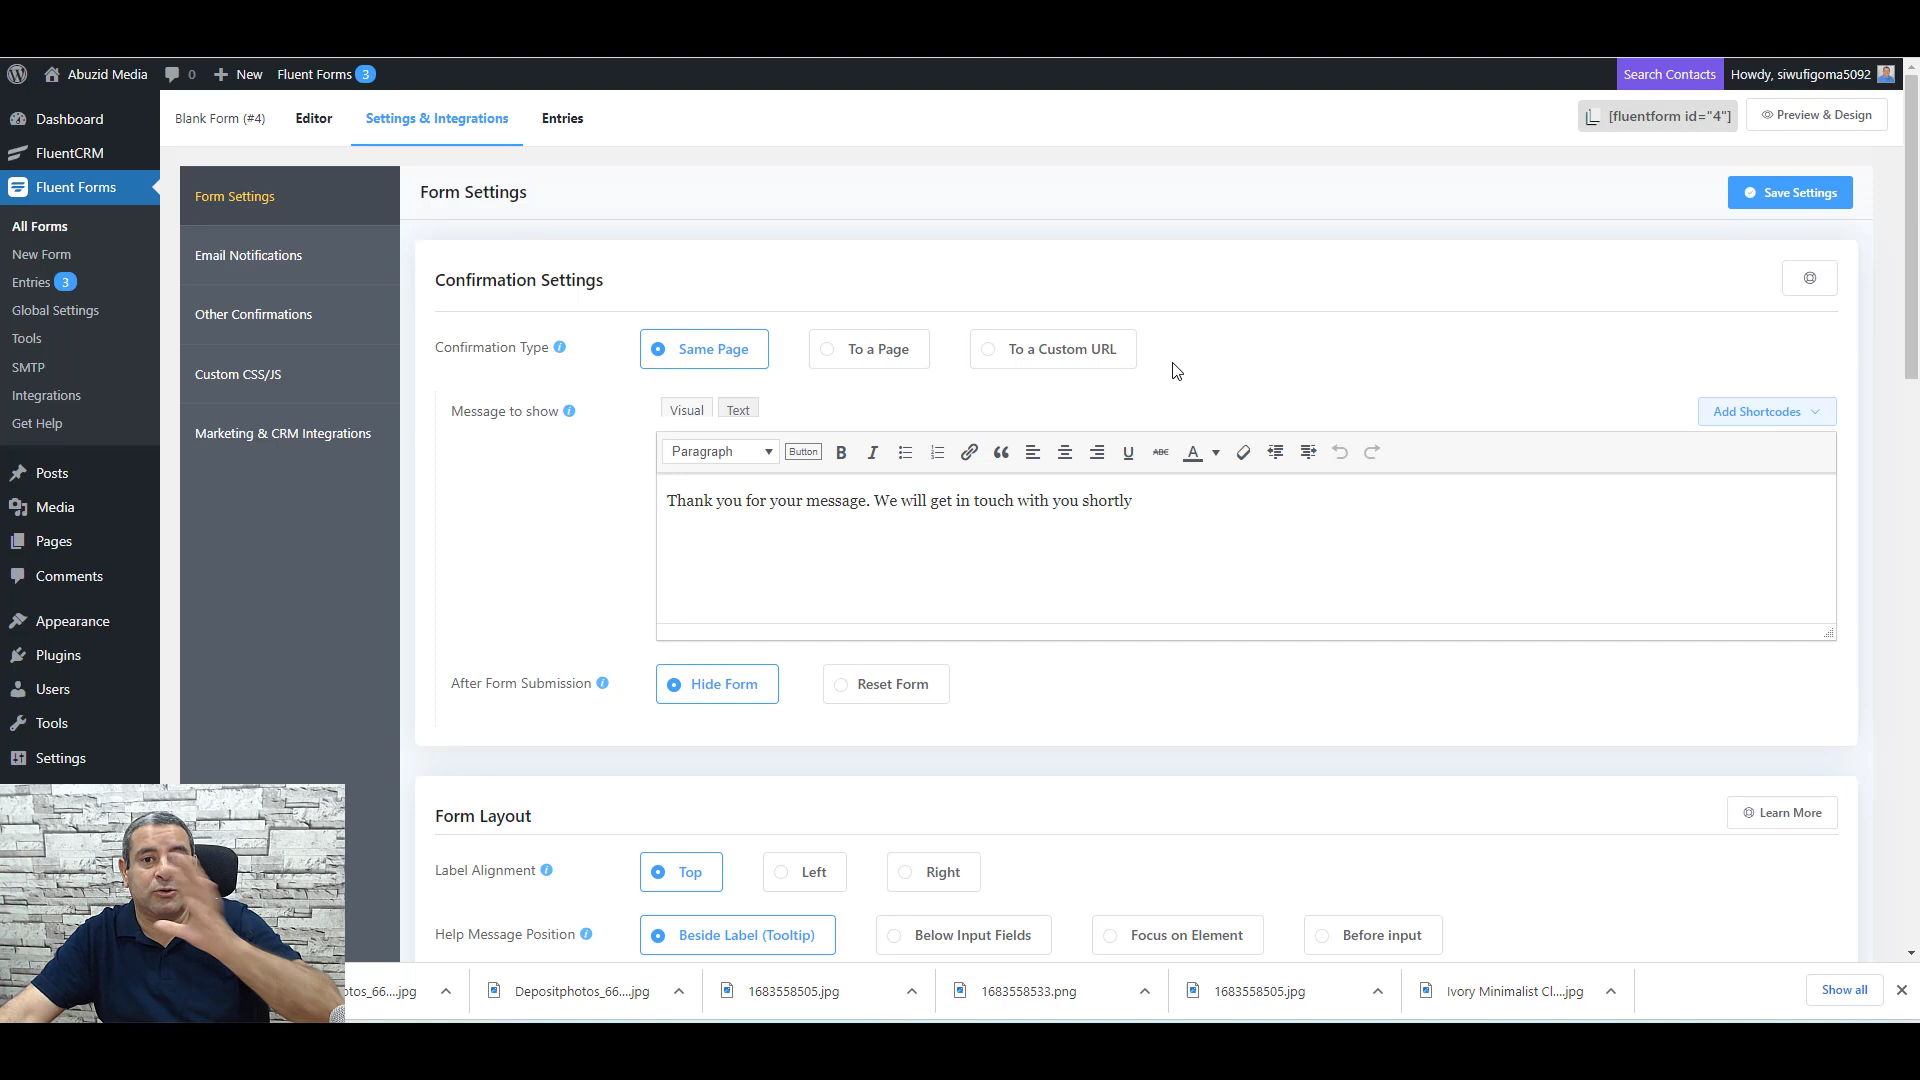 Abuzid Media 0 New Fluent Forms 3 Search Contacts Howdy, siwufigoma5092
Dashboard
FluentCRM
Fluent Forms
All Forms
New Form
Entries 3
Global Settings
Tools
SMTP
Integrations
Get Help
Posts
Media
Pages
Comments
Appearance
Plugins
Users
Tools
Settings
Blank Form (#4) Editor Settings & Integrations Entries [fluentform id="4"] Preview & Design
Form Settings
Email Notifications
Other Confirmations
Custom CSS/JS
Marketing & CRM Integrations
Form Settings Save Settings
Confirmation Settings
Confirmation Type Same Page To a Page To a Custom URL
Message to show Visual Text Add Shortcodes
Paragraph Button B I ABC A
Thank you for your message. We will get in touch with you shortly
After Form Submission Hide Form Reset Form
Form Layout Learn More
Label Alignment Top Left Right
Help Message Position Beside Label (Tooltip) Below Input Fields Focus on Element Before input
otos_66....jpg Depositphotos_66....jpg 1683558505.jpg 1683558533.png 1683558505.jpg Ivory Minimalist Cl....jpg Show all